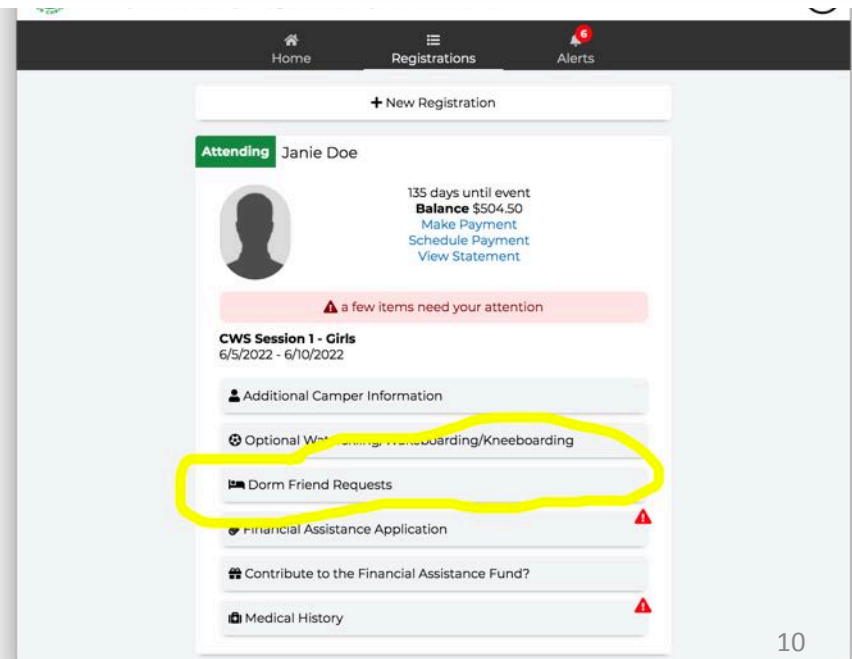 Home Registrations 6 Alerts
+ New Registration
Attending Janie Doe
135 days until event
Balance $504.50
Make Payment
Schedule Payment
View Statement
a few items need your attention
CWS Session 1 - Girls
6/5/2022 - 6/10/2022
Additional Camper Information
Optional /Kneeboarding
Dorm Friend Requests
Financial Assistance Application
Contribute to the Financial Assistance Fund?
Medical History
10